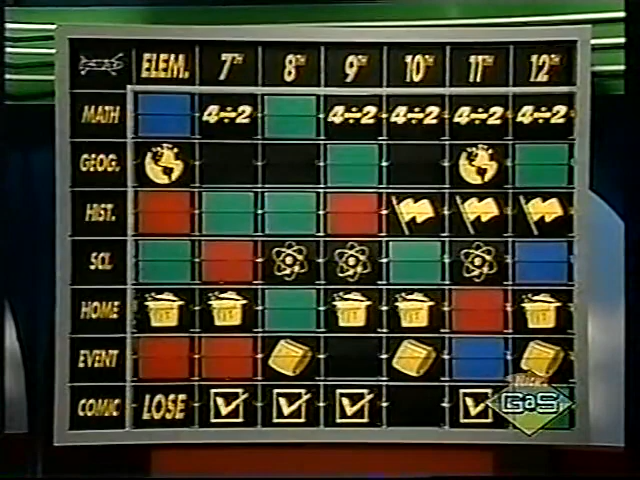 ELEM. 7TH 8TH 9TH 10TH 11TH 12TH
MATH 4÷2 4÷2 4÷2 4÷2 4÷2
GEOG.
HIST.
SCI.
HOME
EVENT
COMIC LOSE
GAS